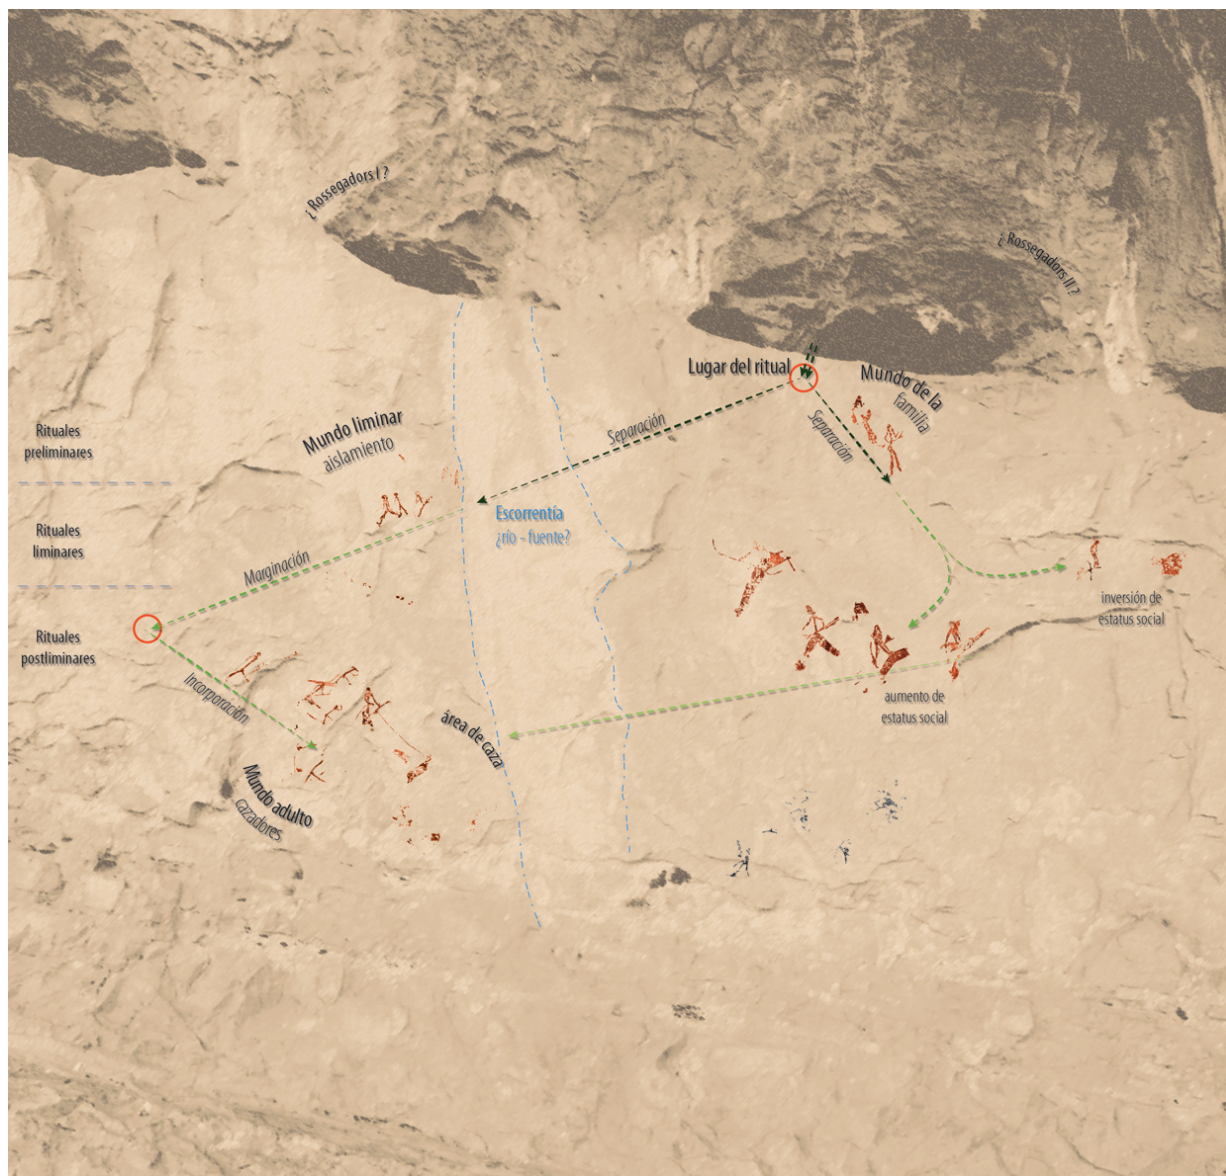 ¿ Rossegadors I ?
¿ Rossegadors II ?
Lugar del ritual
Mundo de la
familia
Separación
Separación
Mundo liminar
aislamiento
Rituales
preliminares
Escorrentía
¿río - fuente?
Rituales
liminares
Marginación
inversión de
estatus social
Rituales
postliminares
Incorporación
aumento de
estatus social
área de caza
Mundo adulto
cazadores